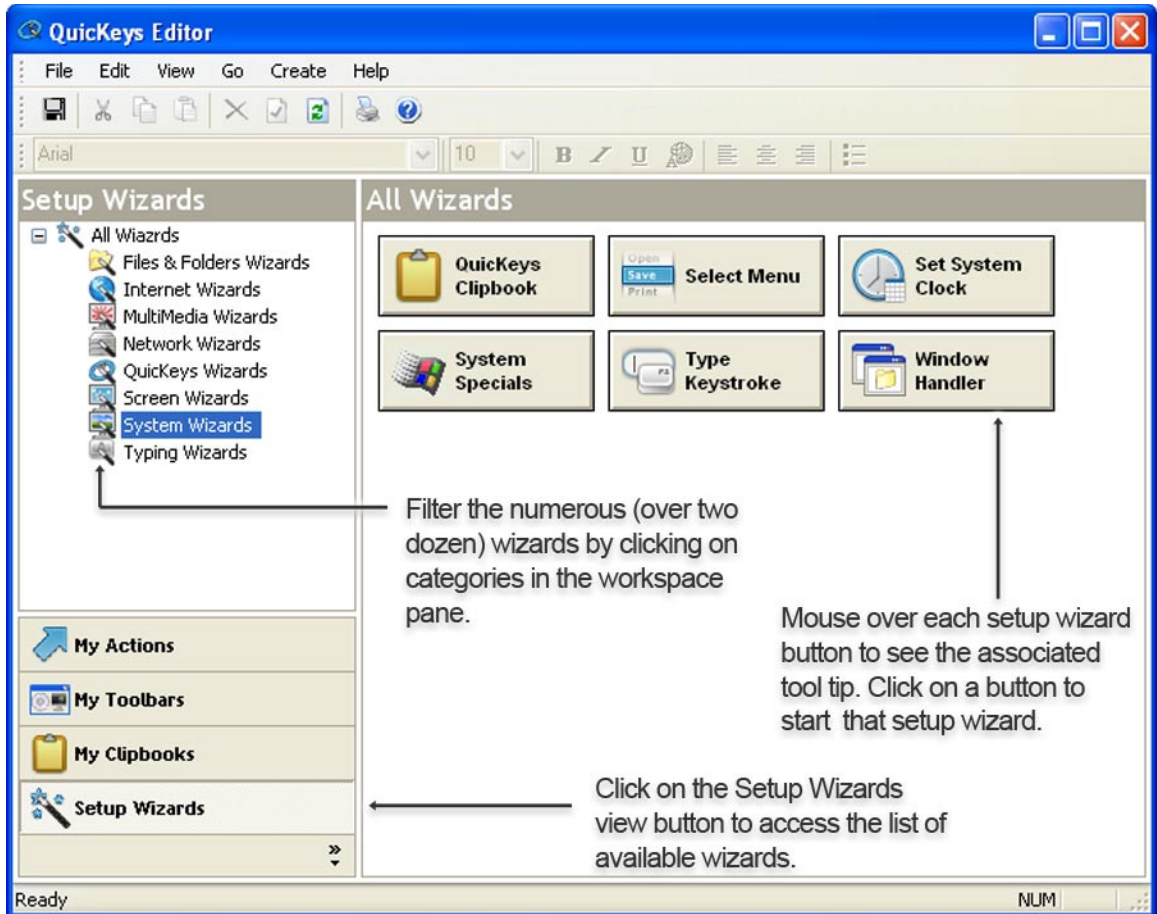 QuicKeys Editor
File Edit View Go Create Help
Arial 10 B I U
Setup Wizards
All Wiazrds
Files & Folders Wizards
Internet Wizards
MultiMedia Wizards
Network Wizards
QuicKeys Wizards
Screen Wizards
System Wizards
Typing Wizards
My Actions
My Toolbars
My Clipbooks
Setup Wizards
All Wizards
QuicKeys
Clipbook
Open
Save
Print
Select Menu
Set System
Clock
System
Specials
Type
Keystroke
Window
Handler
Filter the numerous (over two
dozen) wizards by clicking on
categories in the workspace
pane.
Mouse over each setup wizard
button to see the associated
tool tip. Click on a button to
start that setup wizard.
Click on the Setup Wizards
view button to access the list of
available wizards.
Ready NUM